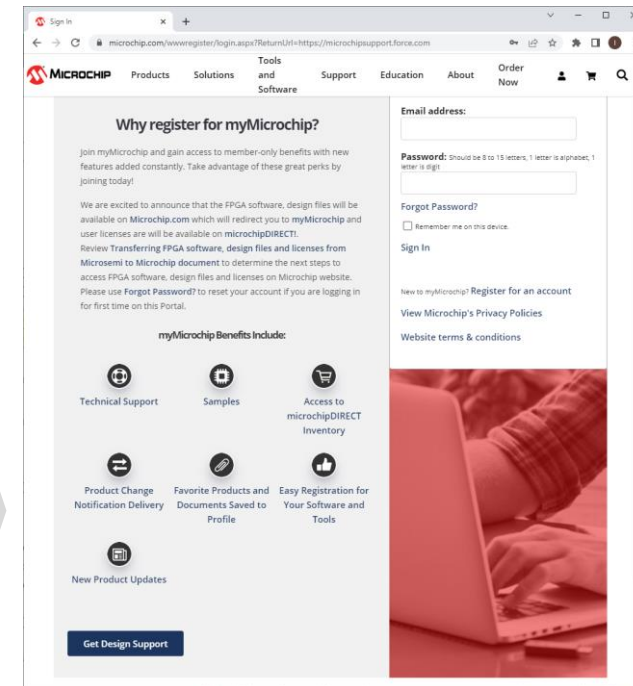 Sign In
microchip.com/wwwregister/login.aspx?ReturnUrl=https://microchipsupport.force.com
MICROCHIP
Products
Solutions
Tools
and
Software
Support
Education
About
Order
Now
Why register for myMicrochip?
Join myMicrochip and gain access to member-only benefits with new
features added constantly. Take advantage of these great perks by
joining today!
We are excited to announce that the FPGA software, design files will be
available on Microchip.com which will redirect you to myMicrochip and
user licenses are will be available on microchipDIRECT!.
Review Transferring FPGA software, design files and licenses from
Microsemi to Microchip document to determine the next steps to
access FPGA software, design files and licenses on Microchip website.
Please use Forgot Password? to reset your account if you are logging in
for first time on this Portal.
myMicrochip Benefits Include:
Technical Support
Samples
Access to
microchipDIRECT
Inventory
Product Change
Notification Delivery
Favorite Products and
Documents Saved to
Profile
Easy Registration for
Your Software and
Tools
New Product Updates
Get Design Support
Email address:
Password: Should be 8 to 15 letters, 1 letter is alphabet, 1
letter is digit
Forgot Password?
Remember me on this device.
Sign In
New to myMicrochip? Register for an account
View Microchip's Privacy Policies
Website terms & conditions